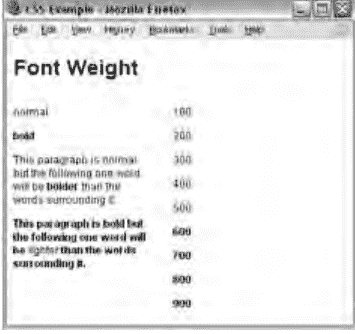 CSS Example - Mozilla Firefox
File Edit View History Bookmarks Tools Help
Font Weight
normal
bold
This paragraph is normal
but the following one word
will be bolder than the
words surrounding it.
This paragraph is bold but
the following one word will
be lighter than the words
surrounding it.
100
200
300
400
500
600
700
800
900